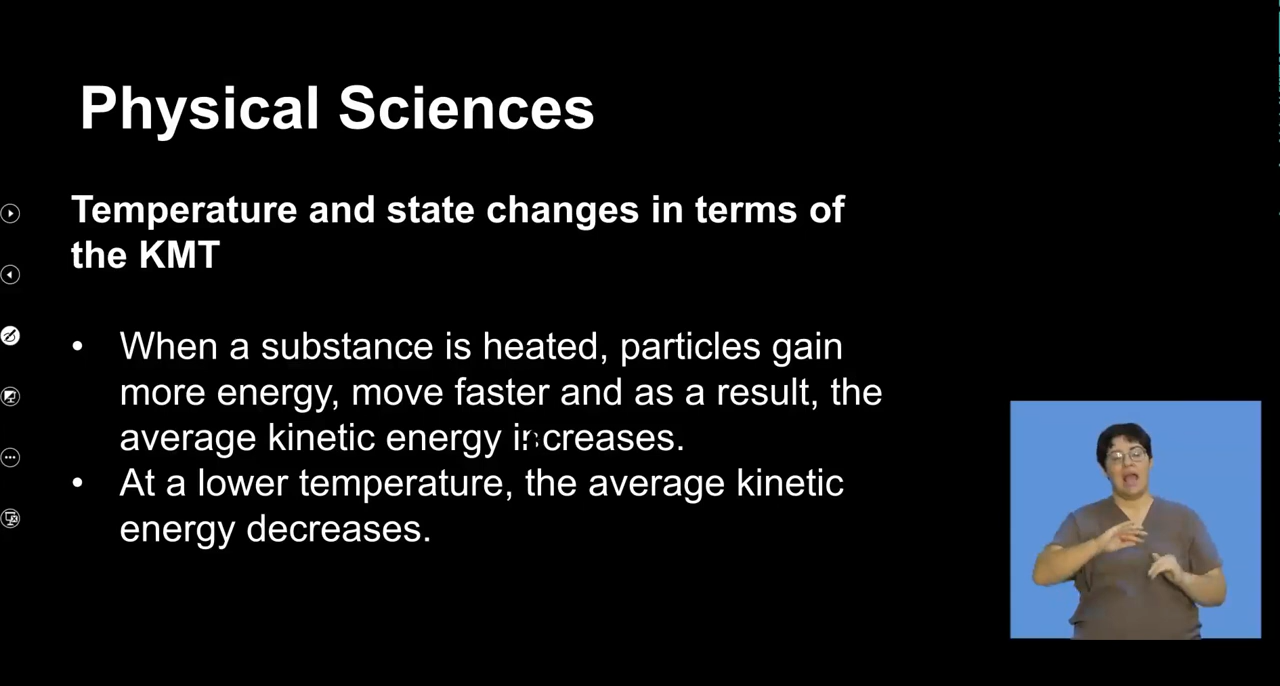 Physical Sciences
Temperature and state changes in terms of
the KMT
• When a substance is heated, particles gain
more energy, move faster and as a result, the
average kinetic energy increases.
• At a lower temperature, the average kinetic
energy decreases.